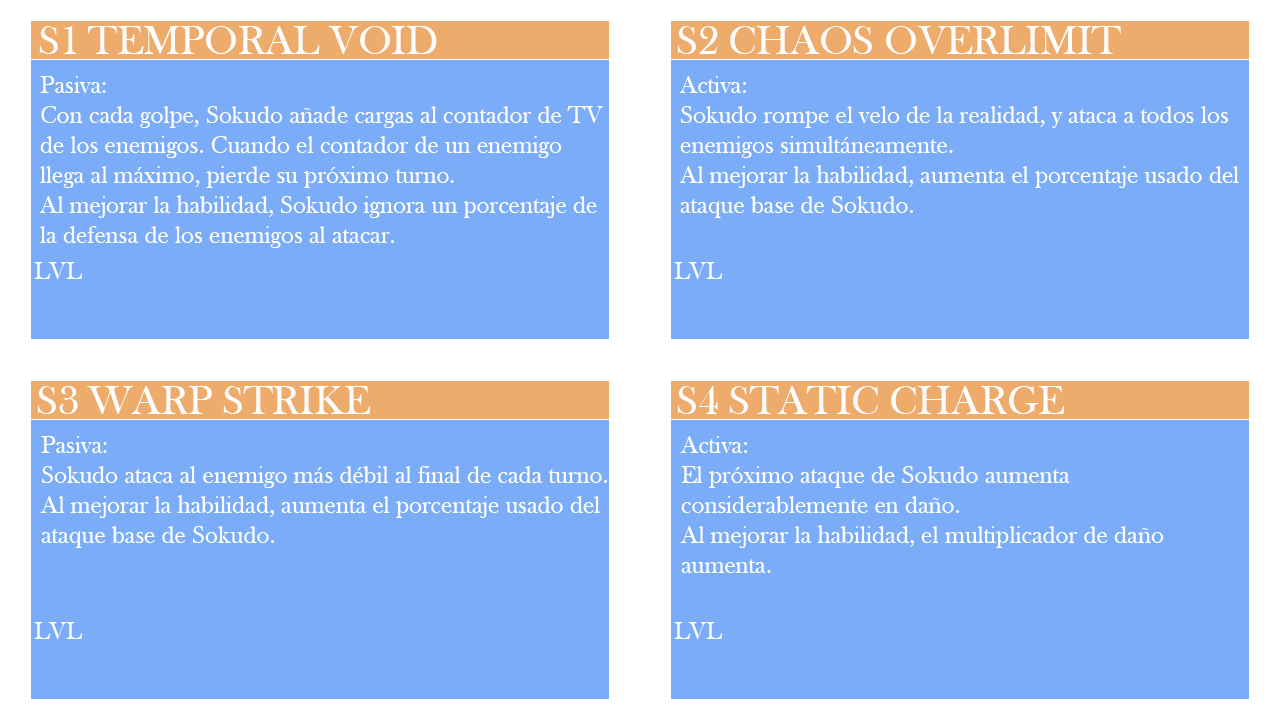 S1 TEMPORAL VOID
Pasiva:
Con cada golpe, Sokudo añade cargas al contador de TV
de los enemigos. Cuando el contador de un enemigo
llega al máximo, pierde su próximo turno.
Al mejorar la habilidad, Sokudo ignora un porcentaje de
la defensa de los enemigos al atacar.
LVL
S2 CHAOS OVERLIMIT
Activa:
Sokudo rompe el velo de la realidad, y ataca a todos los
enemigos simultáneamente.
Al mejorar la habilidad, aumenta el porcentaje usado del
ataque base de Sokudo.
LVL
S3 WARP STRIKE
Pasiva:
Sokudo ataca al enemigo más débil al final de cada turno.
Al mejorar la habilidad, aumenta el porcentaje usado del
ataque base de Sokudo.
LVL
S4 STATIC CHARGE
Activa:
El próximo ataque de Sokudo aumenta
considerablemente en daño.
Al mejorar la habilidad, el multiplicador de daño
aumenta.
LVL